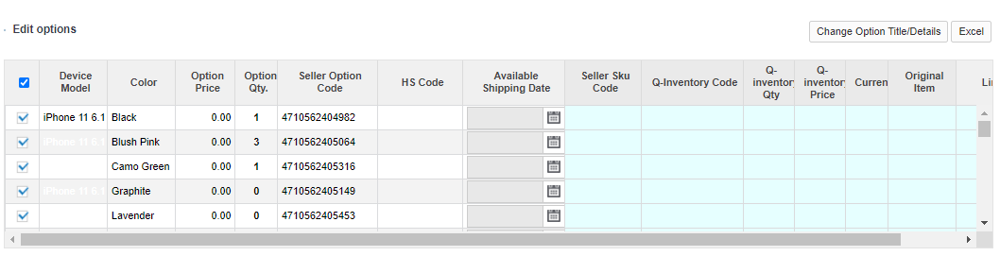 Edit options
Change Option Title/Details
Excel
Device Model
Color
Option Price
Option Qty.
Seller Option Code
HS Code
Available Shipping Date
Seller Sku Code
Q-Inventory Code
Q-inventory Qty
Q-inventory Price
Curren
Original Item
Li
iPhone 11 6.1 Black 0.00 1 4710562404982
iPhone 11 6.1 Blush Pink 0.00 3 4710562405064
Camo Green 0.00 1 4710562405316
iPhone 11 6.1 Graphite 0.00 0 4710562405149
Lavender 0.00 0 4710562405453